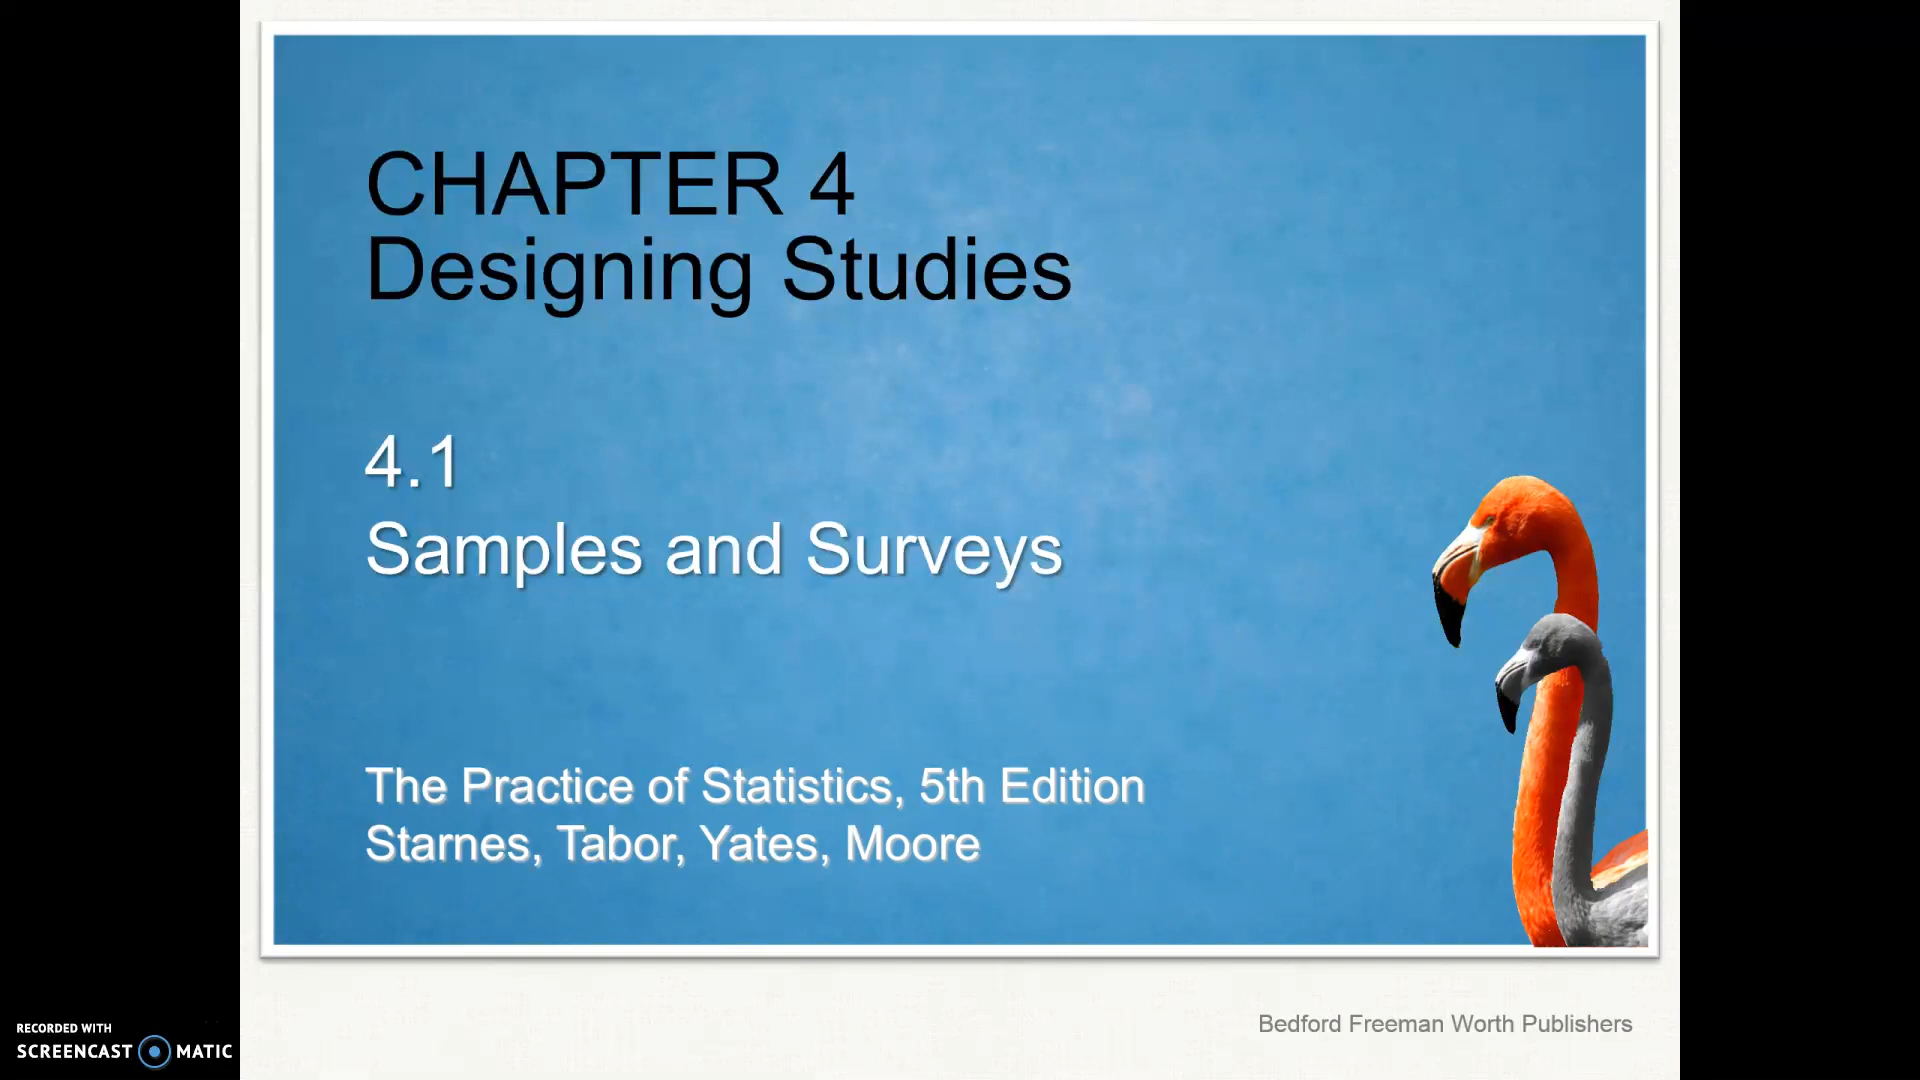 CHAPTER 4
Designing Studies
4.1
Samples and Surveys
The Practice of Statistics, 5th Edition
Starnes, Tabor, Yates, Moore
Bedford Freeman Worth Publishers
RECORDED WITH
SCREENCAST MATIC